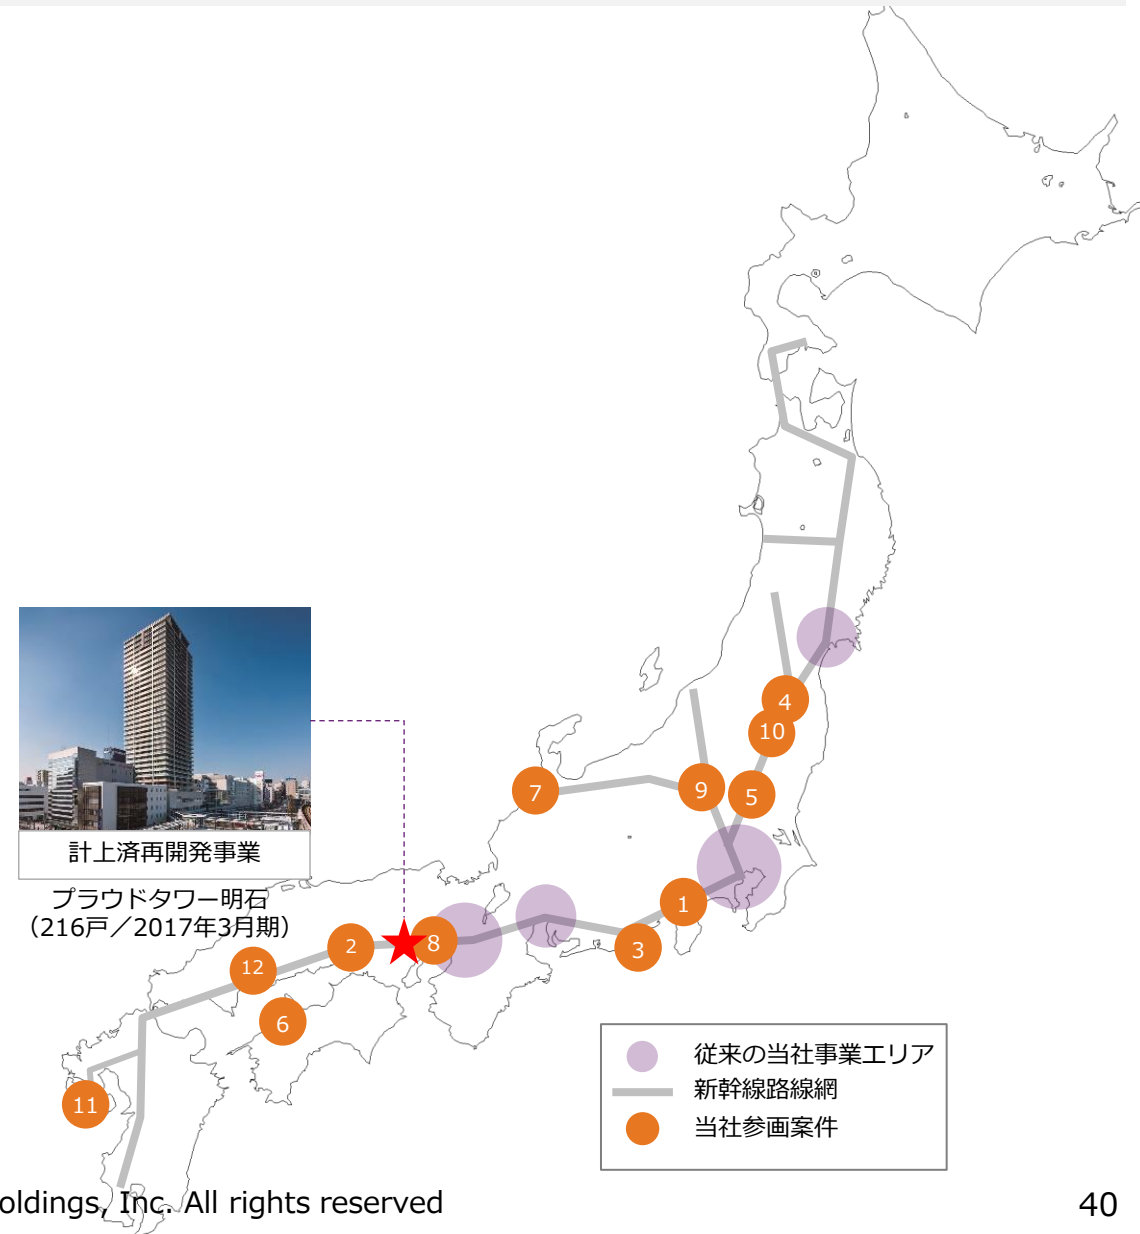 4
10
9
5
7
1
3
8
2
12
6
11
計上済再開発事業
プラウドタワー明石
（216戸／2017年3月期）
従来の当社事業エリア
新幹線路線網
当社参画案件
oldings, Inc. All rights reserved
40